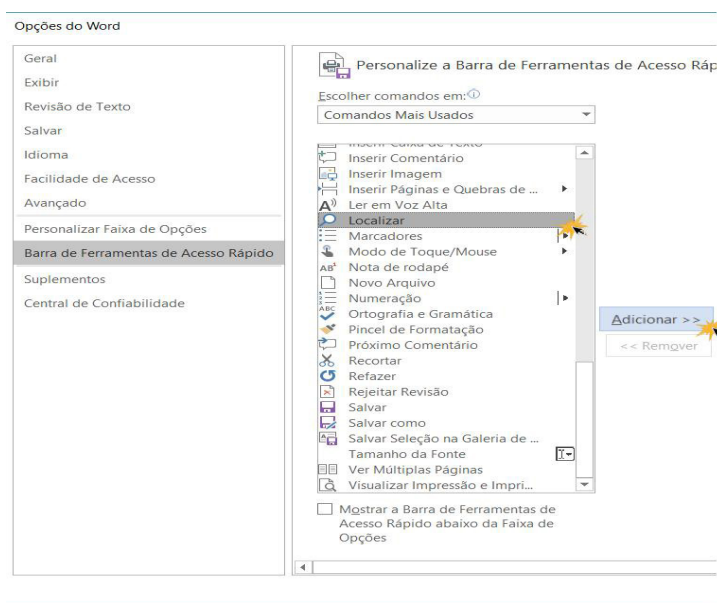 Opções do Word
Geral
Exibir
Revisão de Texto
Salvar
Idioma
Facilidade de Acesso
Avançado
Personalizar Faixa de Opções
Barra de Ferramentas de Acesso Rápido
Suplementos
Central de Confiabilidade
Personalize a Barra de Ferramentas de Acesso Ráp
Escolher comandos em:
Comandos Mais Usados
Inserir Caixa de Texto
Inserir Comentário
Inserir Imagem
Inserir Páginas e Quebras de ...
Ler em Voz Alta
Localizar
Marcadores
Modo de Toque/Mouse
Nota de rodapé
Novo Arquivo
Numeração
Ortografia e Gramática
Pincel de Formatação
Próximo Comentário
Recortar
Refazer
Rejeitar Revisão
Salvar
Salvar como
Salvar Seleção na Galeria de ...
Tamanho da Fonte
Ver Múltiplas Páginas
Visualizar Impressão e Impri...
Adicionar >>
<< Remover
Mostrar a Barra de Ferramentas de
Acesso Rápido abaixo da Faixa de
Opções